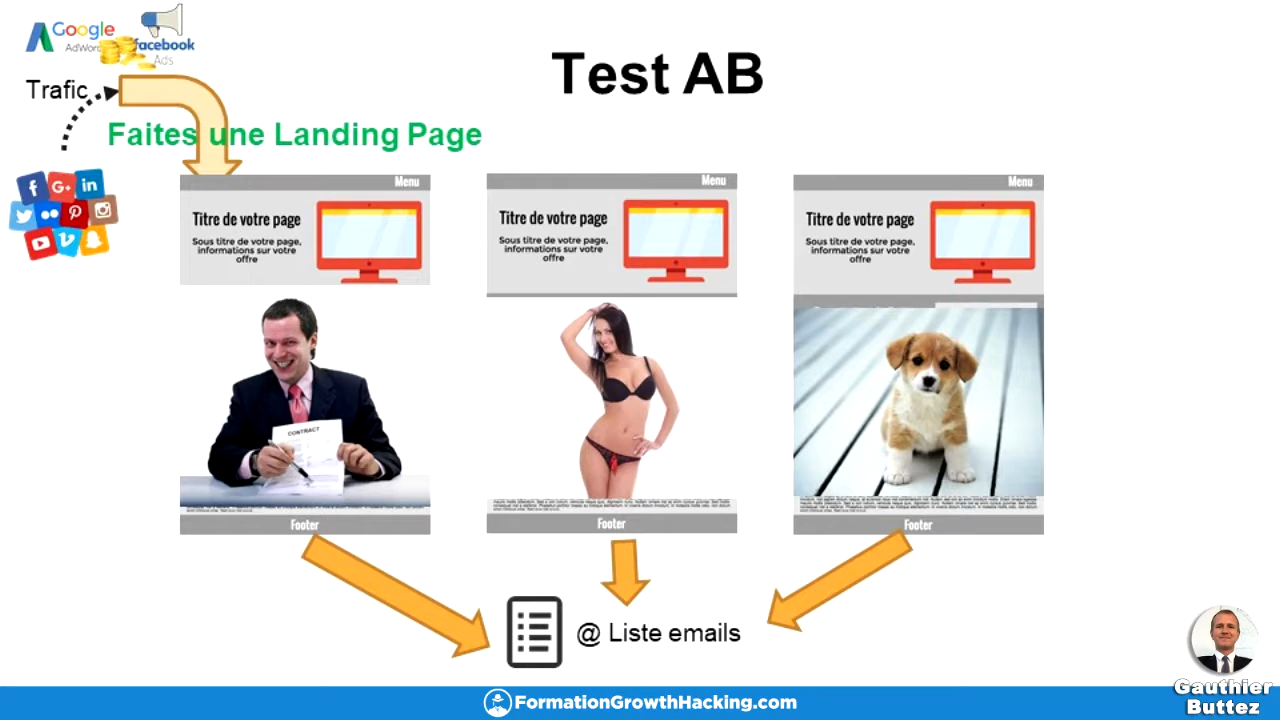 Google
AdWords
facebook
Ads
Test AB
Trafic
Faites une Landing Page
Menu
Titre de votre page
Sous titre de votre page,
informations sur votre
offre
CONTRACT
Footer
Menu
Titre de votre page
Sous titre de votre page,
informations sur votre
offre
Footer
Menu
Titre de votre page
Sous titre de votre page,
informations sur votre
offre
Footer
@ Liste emails
Gauthier
Buttez
FormationGrowthHacking.com